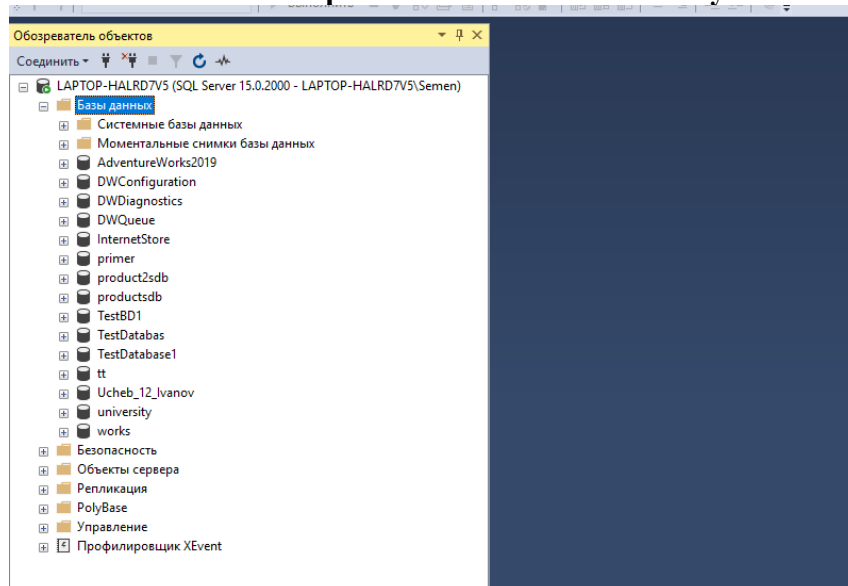 Обозреватель объектов
Соединить
LAPTOP-HALRD7V5 (SQL Server 15.0.2000 - LAPTOP-HALRD7V5\Semen)
Базы данных
Системные базы данных
Моментальные снимки базы данных
AdventureWorks2019
DWConfiguration
DWDiagnostics
DWQueue
InternetStore
primer
product2sdb
productsdb
TestBD1
TestDatabas
TestDatabase1
tt
Ucheb_12_Ivanov
university
works
Безопасность
Объекты сервера
Репликация
PolyBase
Управление
Профилировщик XEvent